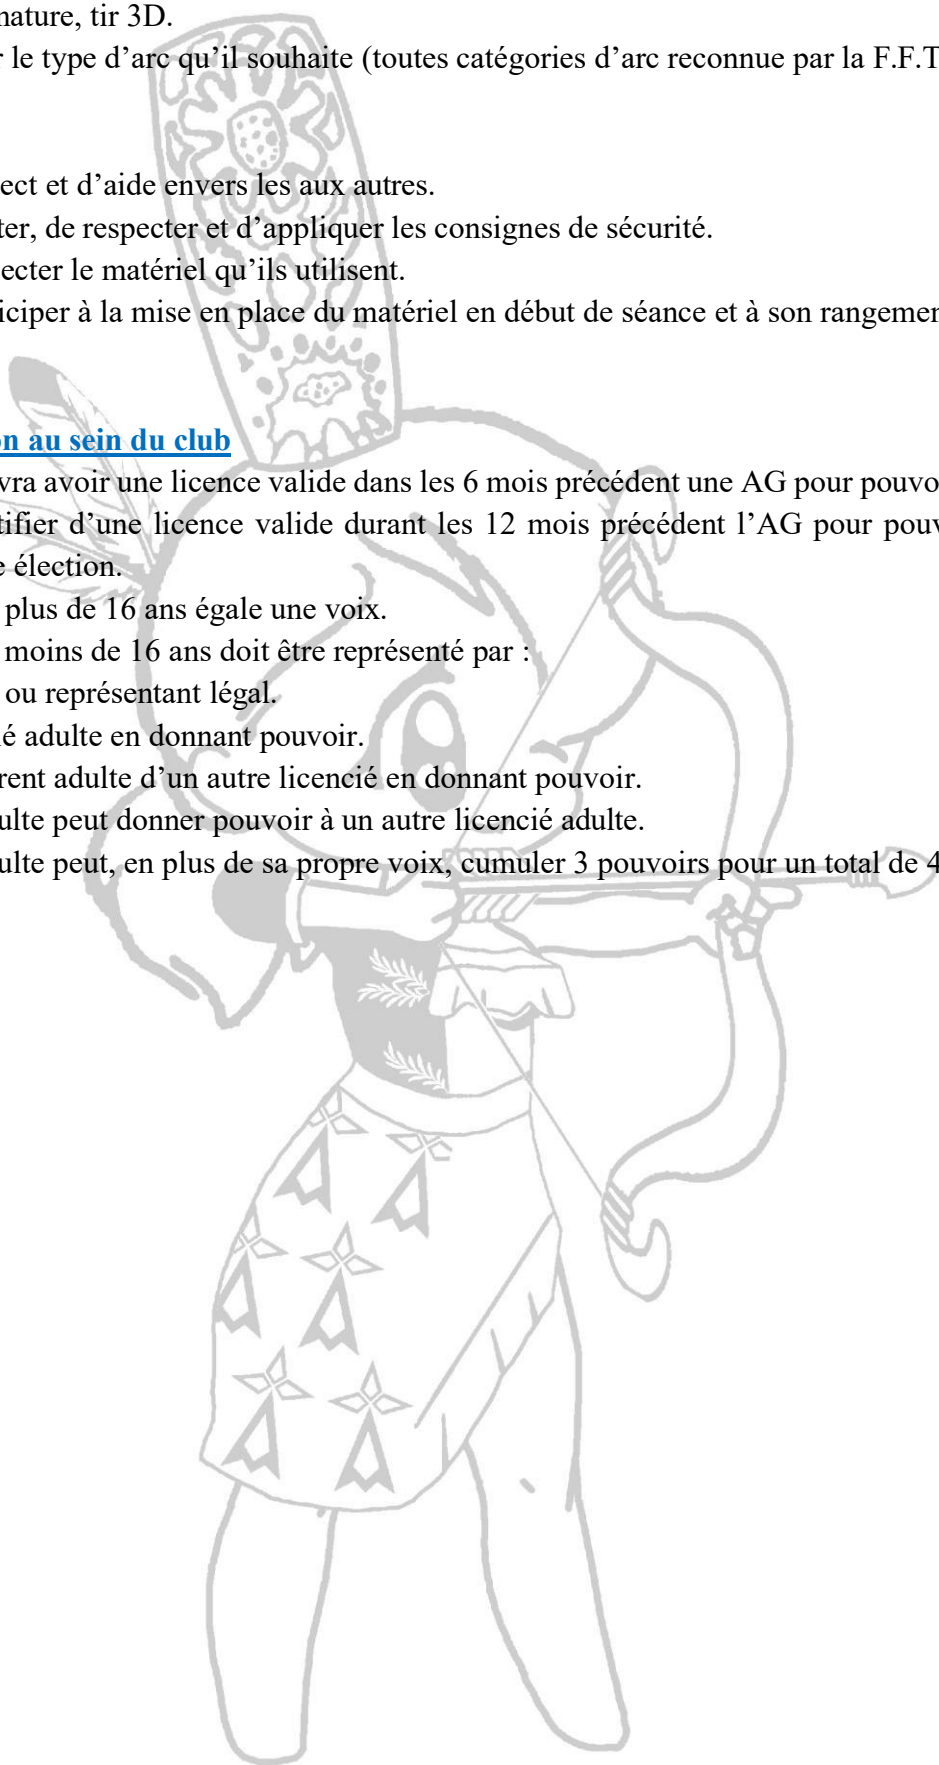 nature, tir 3D.
r le type d’arc qu’il souhaite (toutes catégories d’arc reconnue par la F.F.T
ect et d’aide envers les aux autres.
ter, de respecter et d’appliquer les consignes de sécurité.
ecter le matériel qu’ils utilisent.
iciper à la mise en place du matériel en début de séance et à son rangemen
on au sein du club
vra avoir une licence valide dans les 6 mois précédent une AG pour pouvo
tifier d’une licence valide durant les 12 mois précédent l’AG pour pouv
e élection.
plus de 16 ans égale une voix.
moins de 16 ans doit être représenté par :
ou représentant légal.
ié adulte en donnant pouvoir.
rent adulte d’un autre licencié en donnant pouvoir.
ulte peut donner pouvoir à un autre licencié adulte.
ulte peut, en plus de sa propre voix, cumuler 3 pouvoirs pour un total de 4